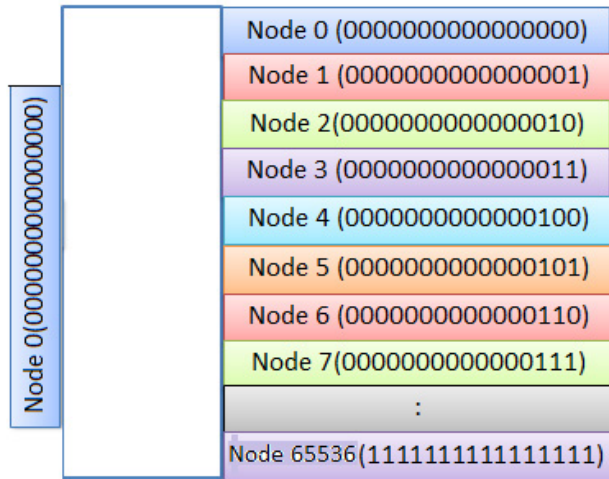 Node 0(0000000000000000)
Node 0 (0000000000000000)
Node 1 (0000000000000001)
Node 2(0000000000000010)
Node 3 (0000000000000011)
Node 4 (0000000000000100)
Node 5 (0000000000000101)
Node 6 (0000000000000110)
Node 7(0000000000000111)
:
Node 65536(1111111111111111)